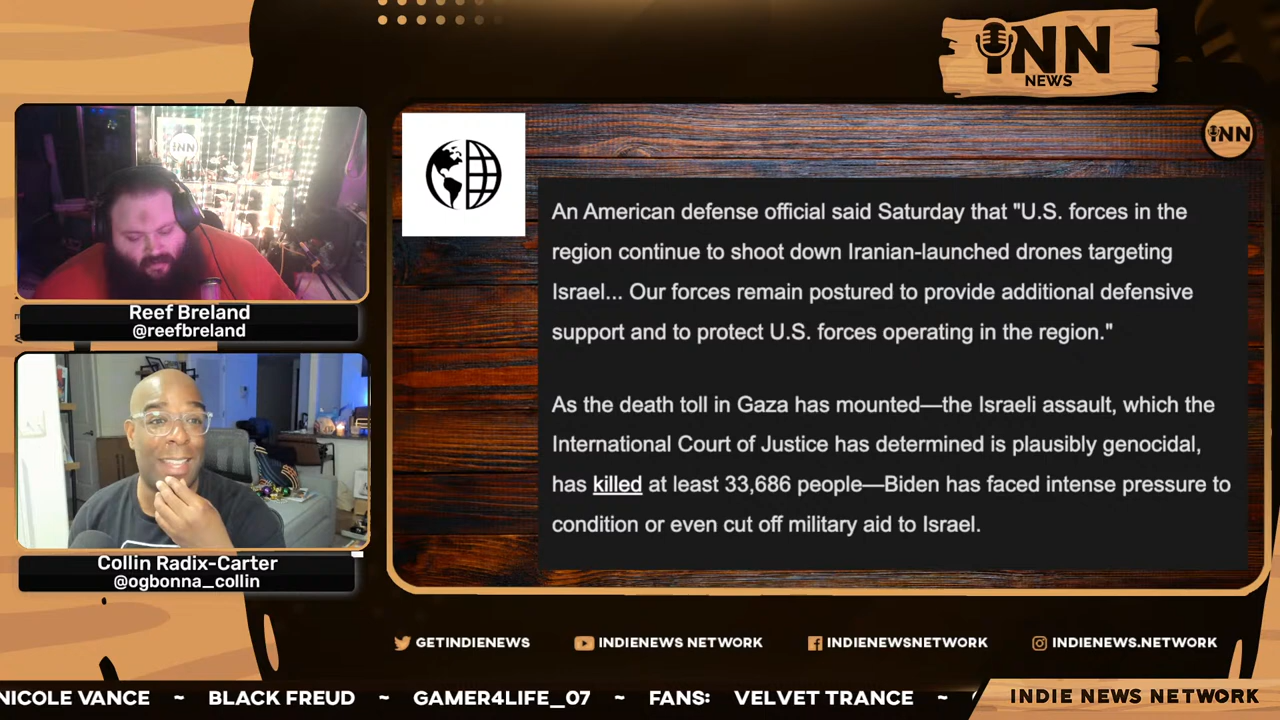 INN
NEWS
INN
INN
An American defense official said Saturday that "U.S. forces in the
region continue to shoot down Iranian-launched drones targeting
Israel... Our forces remain postured to provide additional defensive
support and to protect U.S. forces operating in the region."
As the death toll in Gaza has mounted—the Israeli assault, which the
International Court of Justice has determined is plausibly genocidal,
has killed at least 33,686 people—Biden has faced intense pressure to
condition or even cut off military aid to Israel.
Reef Breland
@reefbreland
Collin Radix-Carter
@ogbonna_collin
GETINDIENEWS
INDIENEWS NETWORK
INDIENEWSNETWORK
INDIENEWS.NETWORK
NICOLE VANCE ~ BLACK FREUD ~ GAMER4LIFE_07 ~ FANS: VELVET TRANCE ~
INDIE NEWS NETWORK